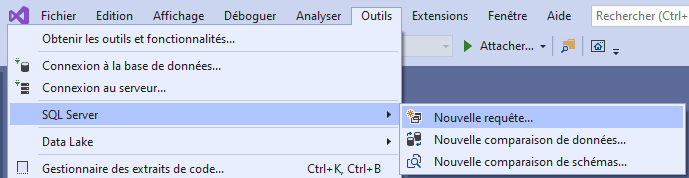 Fichier Edition Affichage Déboguer Analyser Outils Extensions Fenêtre Aide Rechercher (Ctrl+
Obtenir les outils et fonctionnalités...
Attacher...
Connexion à la base de données...
Connexion au serveur...
SQL Server
Nouvelle requête...
Data Lake
Nouvelle comparaison de données...
Gestionnaire des extraits de code... Ctrl+K, Ctrl+B
Nouvelle comparaison de schémas...